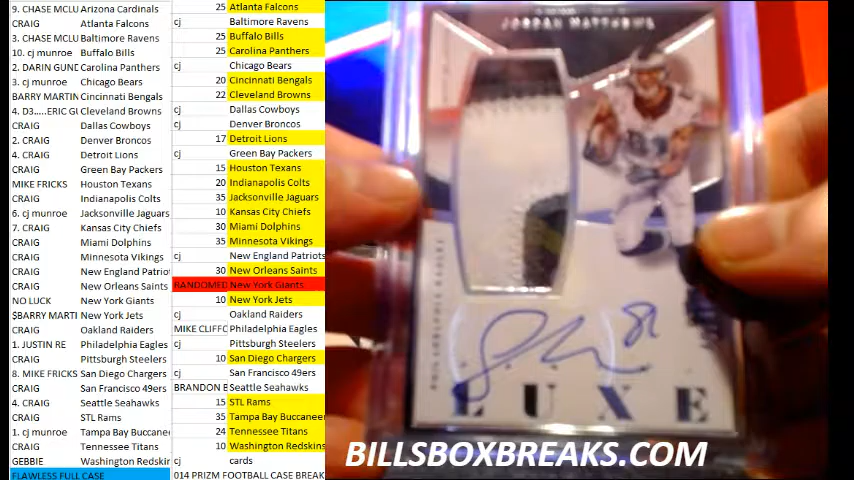 9. CHASE MCLU Arizona Cardinals
CRAIG Atlanta Falcons
3. CHASE MCLU Baltimore Ravens
10. cj munroe Buffalo Bills
2. DARIN GUND Carolina Panthers
3. cj munroe Chicago Bears
BARRY MARTIN Cincinnati Bengals
4. D3.....ERIC GU Cleveland Browns
CRAIG Dallas Cowboys
2. CRAIG Denver Broncos
4. CRAIG Detroit Lions
CRAIG Green Bay Packers
MIKE FRICKS Houston Texans
CRAIG Indianapolis Colts
6. cj munroe Jacksonville Jaguars
7. CRAIG Kansas City Chiefs
CRAIG Miami Dolphins
CRAIG Minnesota Vikings
CRAIG New England Patriot
CRAIG New Orleans Saints
NO LUCK New York Giants
$BARRY MARTI New York Jets
CRAIG Oakland Raiders
1. JUSTIN RE Philadelphia Eagles
CRAIG Pittsburgh Steelers
8. MIKE FRICKS San Diego Chargers
CRAIG San Francisco 49ers
4. CRAIG Seattle Seahawks
CRAIG STL Rams
1. cj munroe Tampa Bay Buccanee
CRAIG Tennessee Titans
GEBBIE Washington Redskin
FLAWLESS FULL CASE
25 Atlanta Falcons
cj Baltimore Ravens
25 Buffalo Bills
25 Carolina Panthers
cj Chicago Bears
20 Cincinnati Bengals
22 Cleveland Browns
cj Dallas Cowboys
cj Denver Broncos
17 Detroit Lions
cj Green Bay Packers
15 Houston Texans
20 Indianapolis Colts
35 Jacksonville Jaguars
10 Kansas City Chiefs
30 Miami Dolphins
35 Minnesota Vikings
cj New England Patriots
30 New Orleans Saints
RANDOMED New York Giants
10 New York Jets
cj Oakland Raiders
MIKE CLIFFO Philadelphia Eagles
cj Pittsburgh Steelers
10 San Diego Chargers
cj San Francisco 49ers
BRANDON E Seattle Seahawks
15 STL Rams
35 Tampa Bay Buccaneer
24 Tennessee Titans
10 Washington Redskins
cj cards
014 PRIZM FOOTBALL CASE BREAK
JORDAN MATTHEWS
PHILADELPHIA EAGLES
81
LUXE
BILLSBOXBREAKS.COM